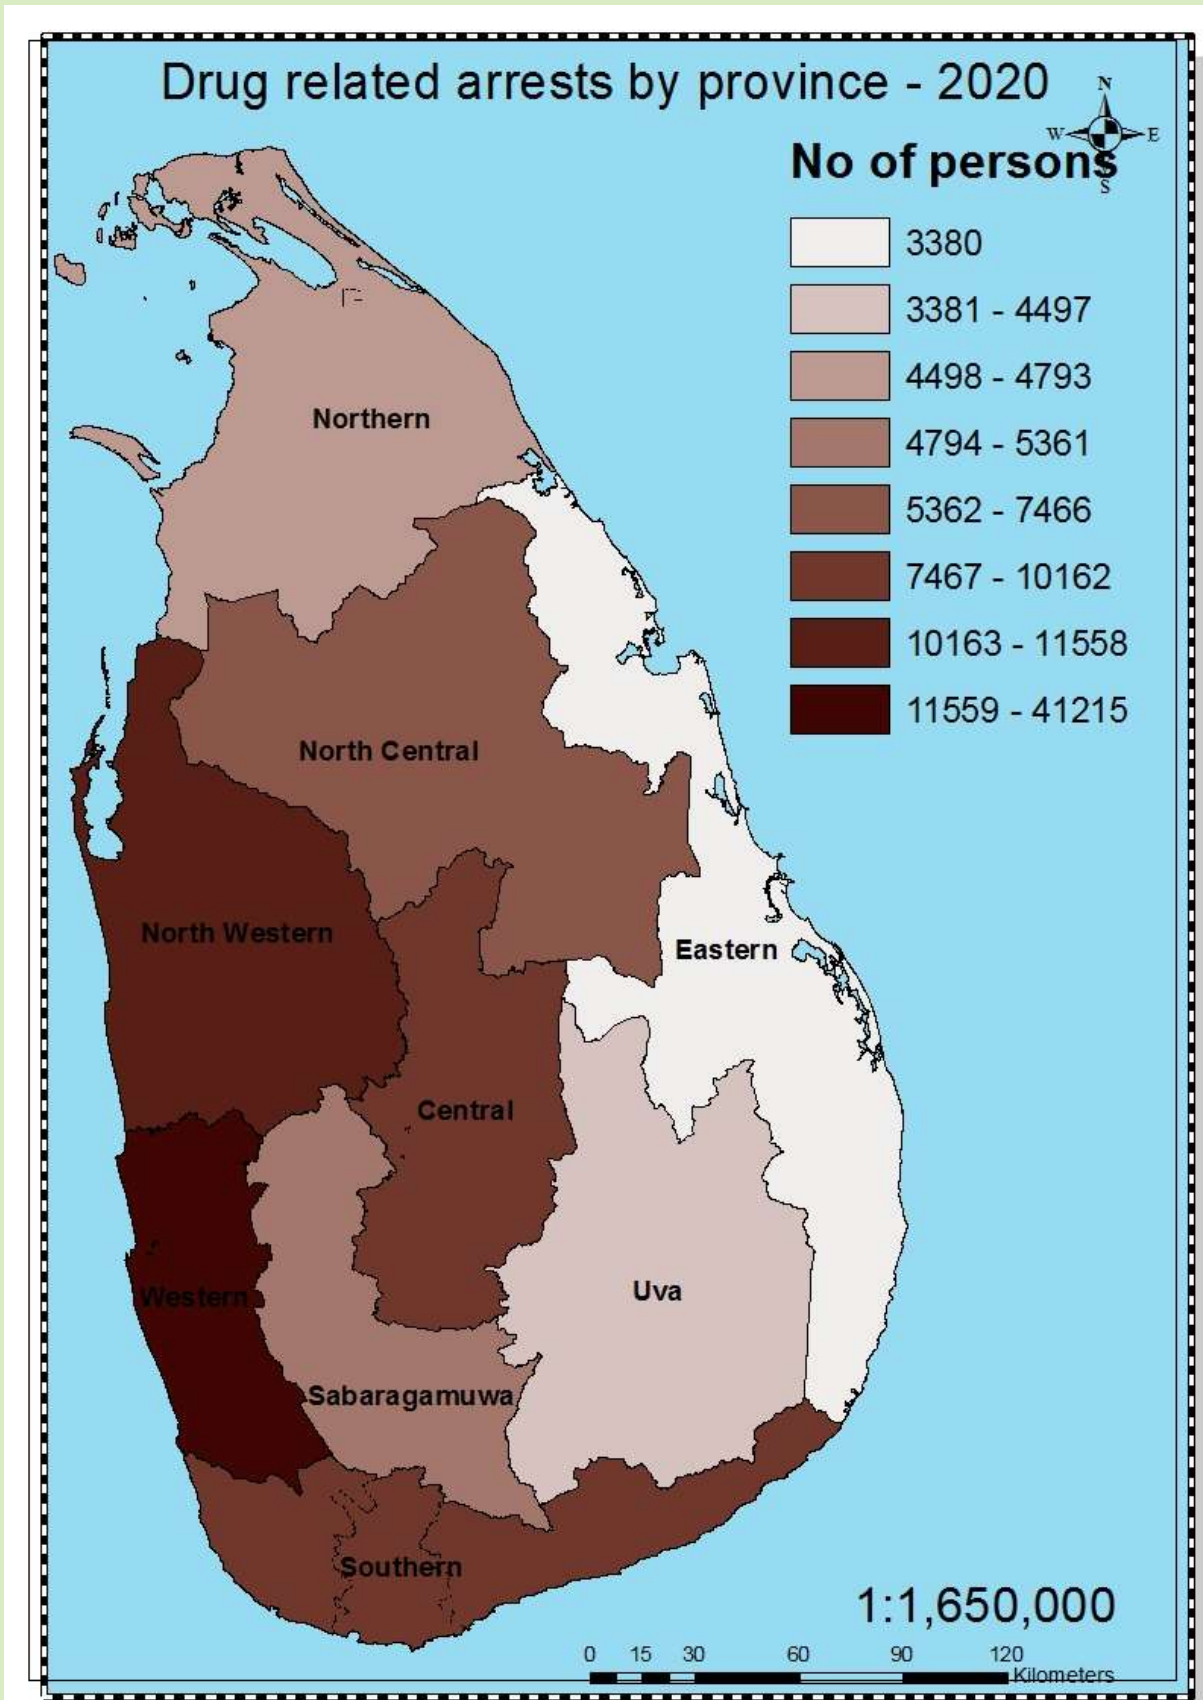 Drug related arrests by province - 2020
N
W E
S
No of persons
3380
3381 - 4497
4498 - 4793
4794 - 5361
5362 - 7466
7467 - 10162
10163 - 11558
11559 - 41215
Northern
North Central
North Western
Eastern
Central
Western
Uva
Sabaragamuwa
Southern
1:1,650,000
0 15 30 60 90 120
Kilometers